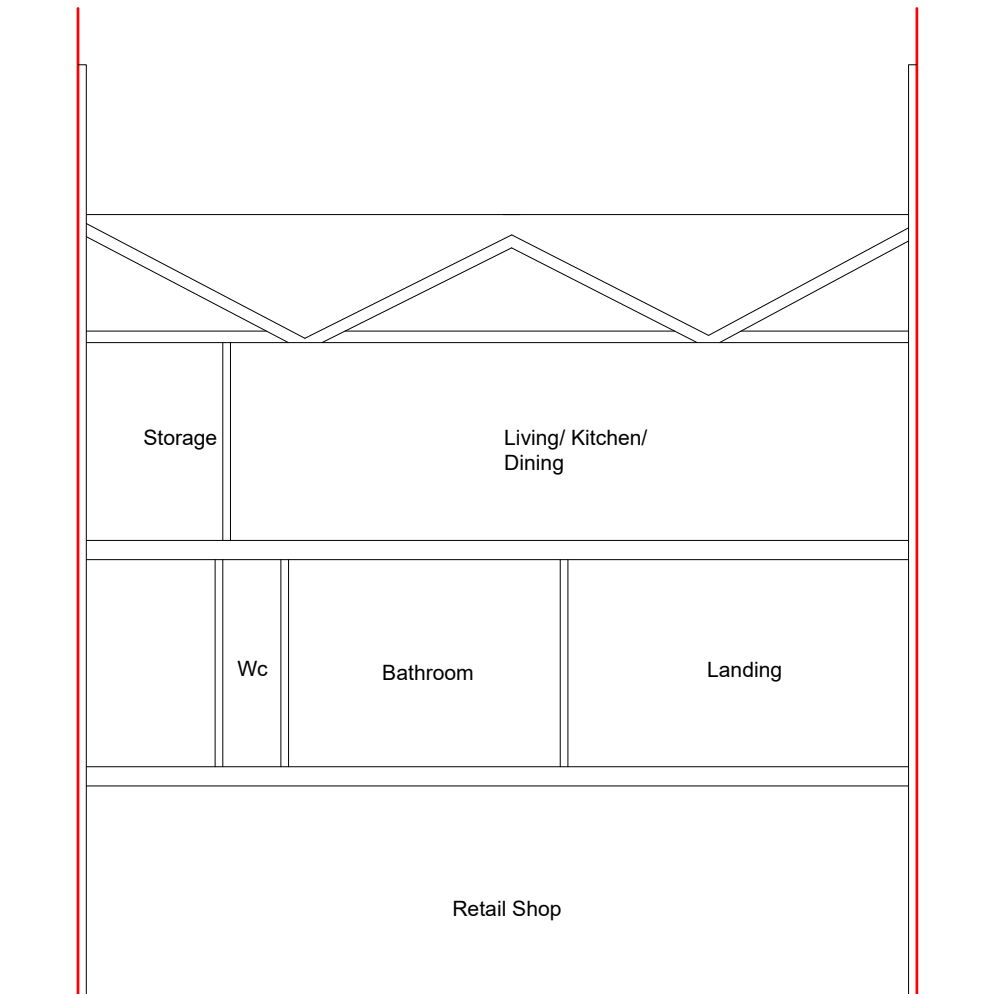 Storage
Living/ Kitchen/
Dining
Wc
Bathroom
Landing
Retail Shop